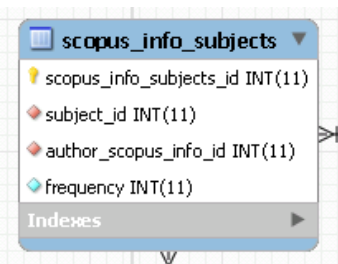 scopus_info_subjects
scopus_info_subjects_id INT(11)
subject_id INT(11)
author_scopus_info_id INT(11)
frequency INT(11)
Indexes